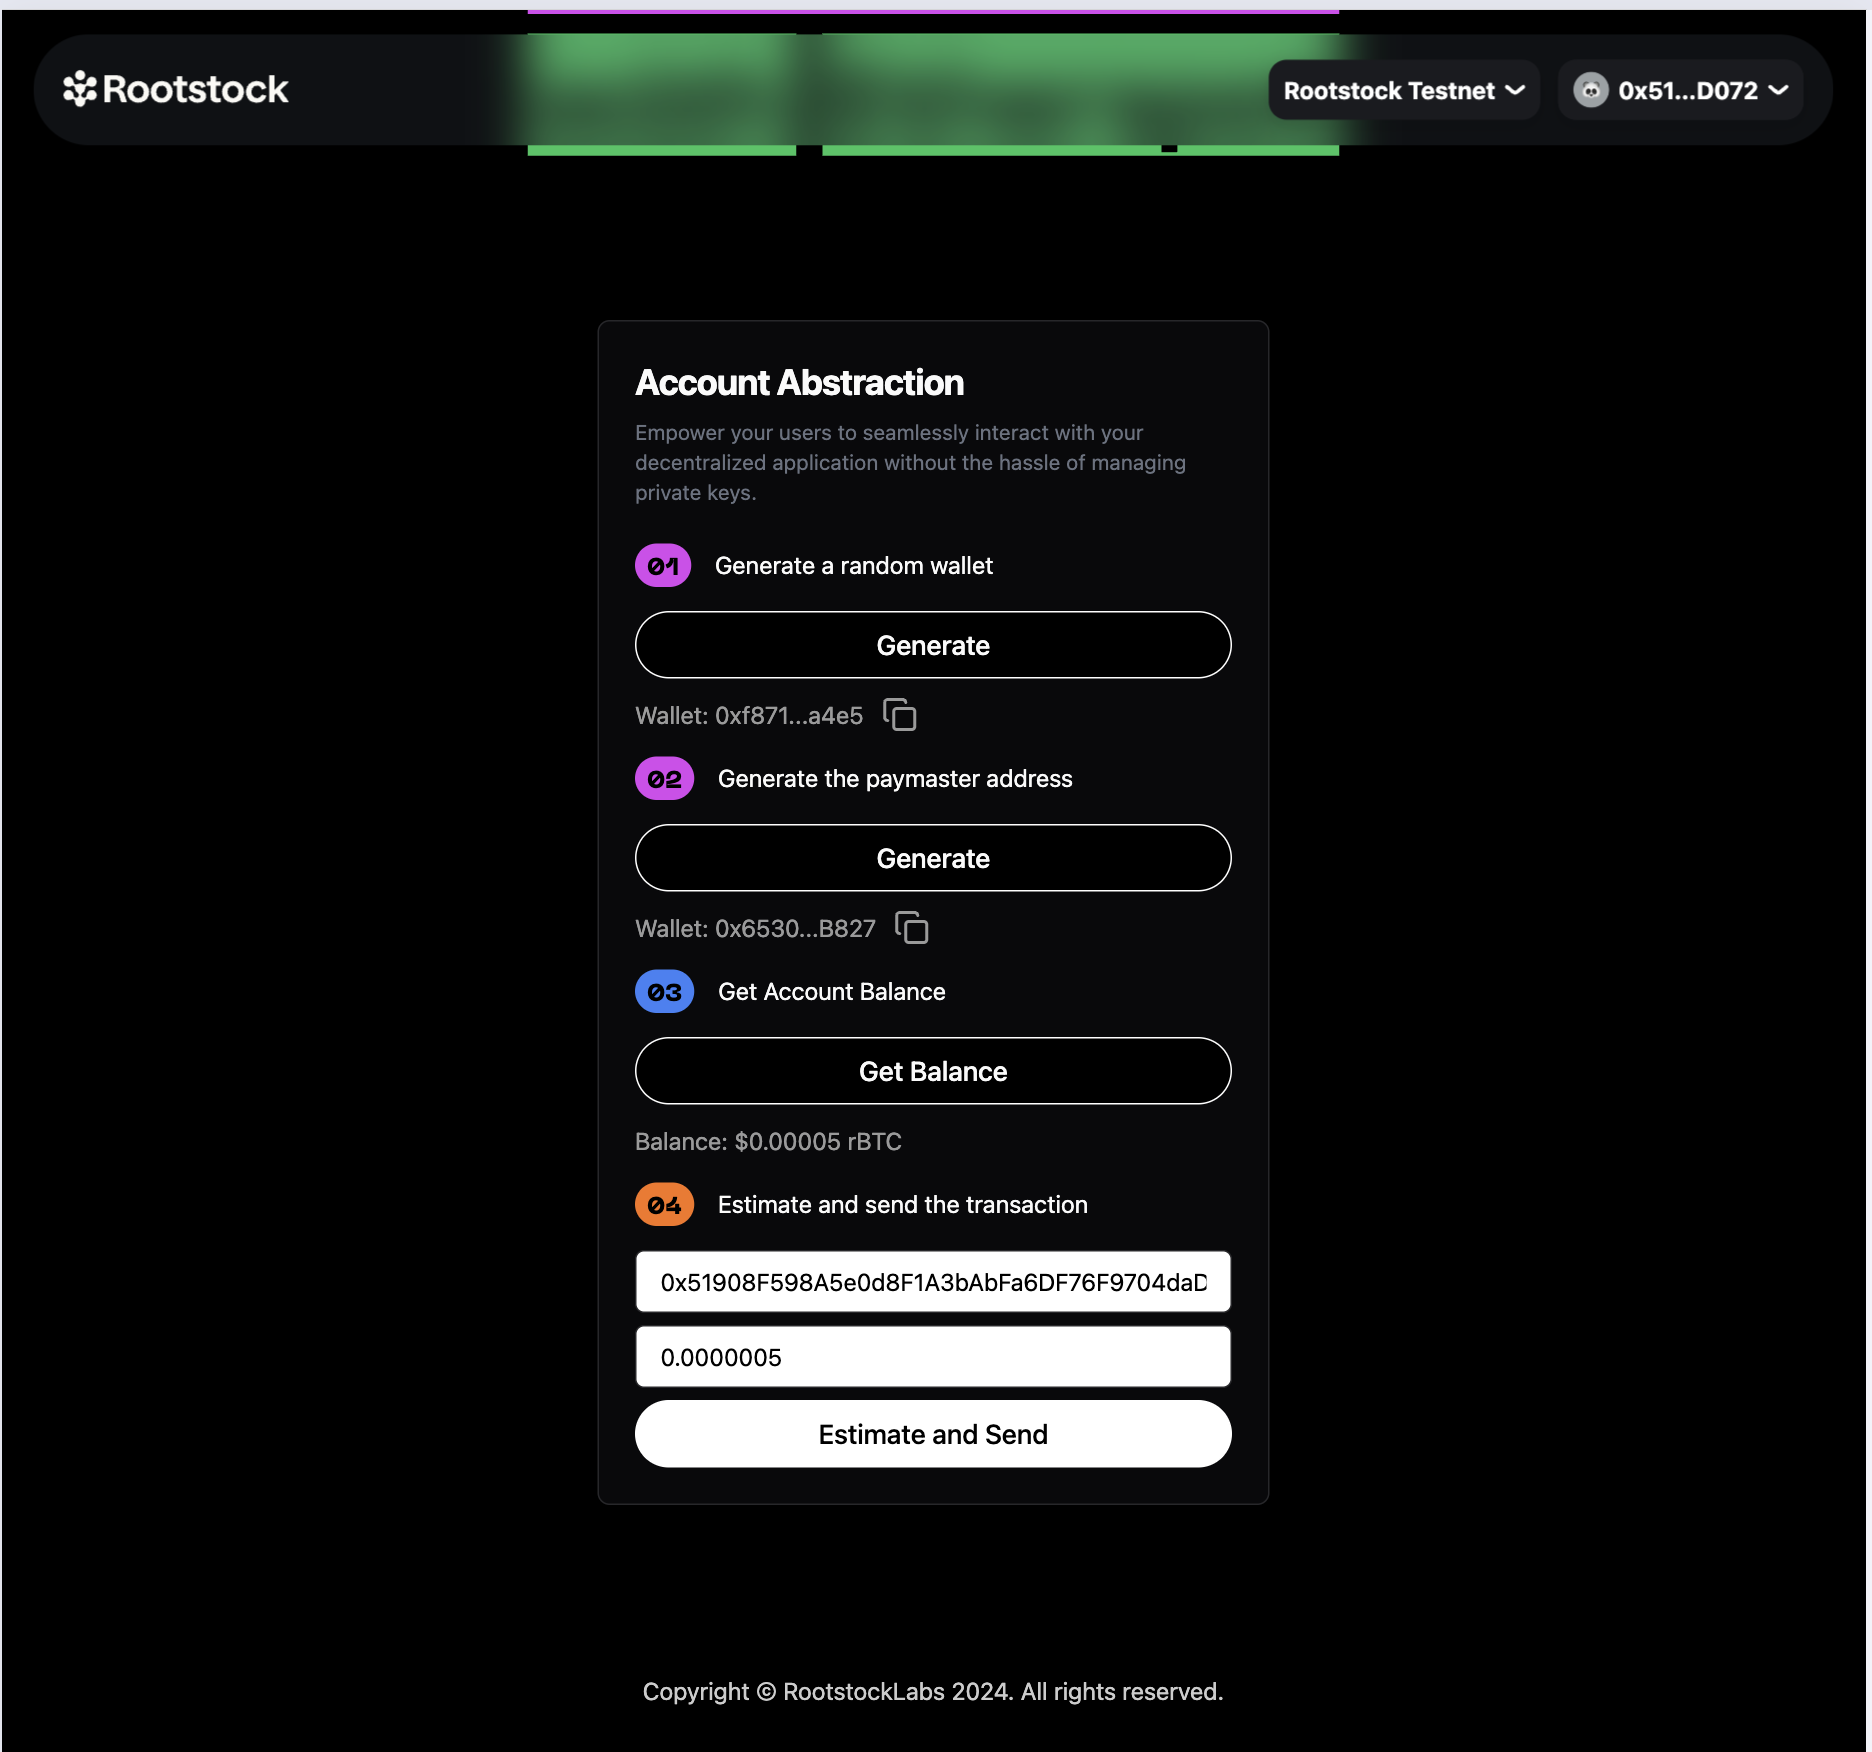 Rootstock
Rootstock Testnet
0x51...D072
Account Abstraction
Empower your users to seamlessly interact with your
decentralized application without the hassle of managing
private keys.
01 Generate a random wallet
Generate
Wallet: 0xf871...a4e5
02 Generate the paymaster address
Generate
Wallet: 0x6530...B827
03 Get Account Balance
Get Balance
Balance: $0.00005 rBTC
04 Estimate and send the transaction
0x51908F598A5e0d8F1A3bAbFa6DF76F9704daD
0.0000005
Estimate and Send
Copyright © RootstockLabs 2024. All rights reserved.